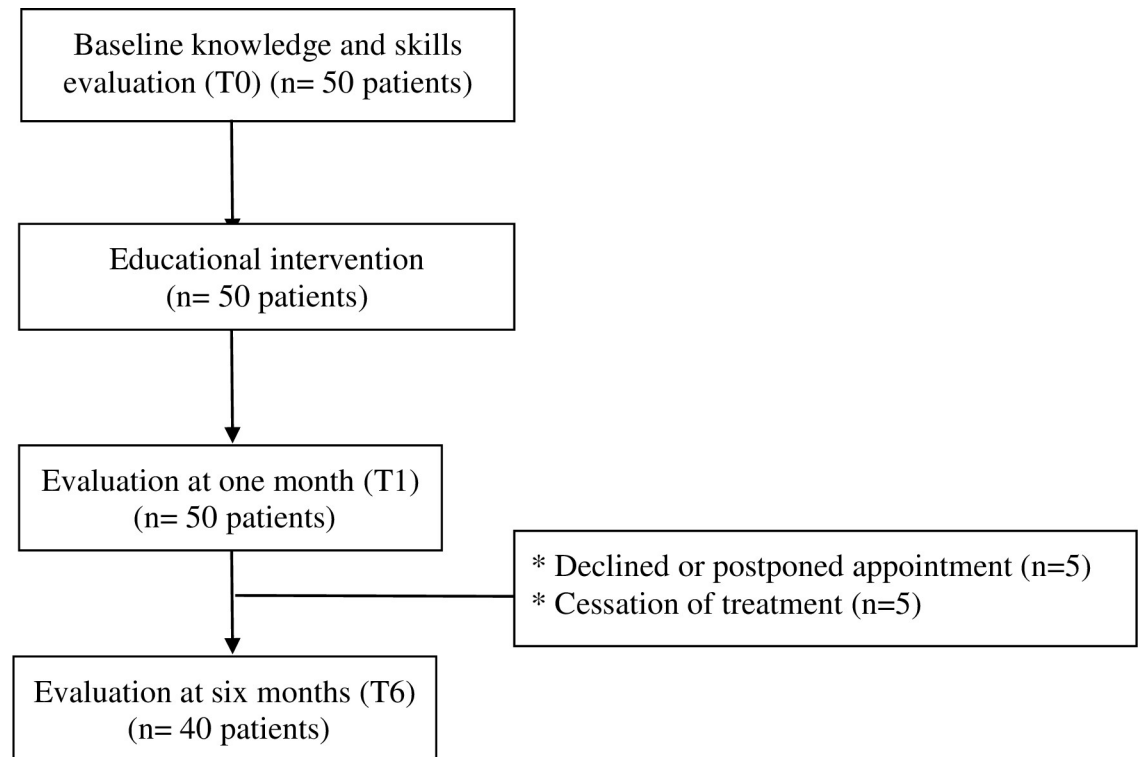 Baseline knowledge and skills
evaluation (T0) (n= 50 patients)
Educational intervention
(n= 50 patients)
Evaluation at one month (T1)
(n= 50 patients)
* Declined or postponed appointment (n=5)
* Cessation of treatment (n=5)
Evaluation at six months (T6)
(n= 40 patients)